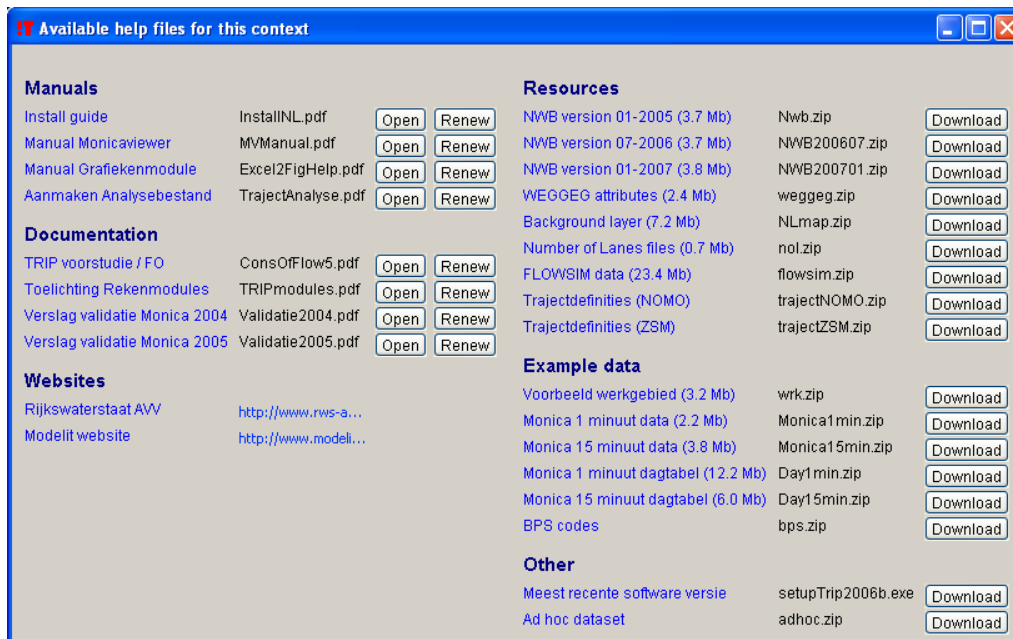 Available help files for this context
Manuals
Install guide InstallNL.pdf Open Renew
Manual Monicaviewer MVManual.pdf Open Renew
Manual Grafiekenmodule Excel2FigHelp.pdf Open Renew
Aanmaken Analysebestand TrajectAnalyse.pdf Open Renew
Documentation
TRIP voorstudie / FO ConsOfFlow5.pdf Open Renew
Toelichting Rekenmodules TRIPmodules.pdf Open Renew
Verslag validatie Monica 2004 Validatie2004.pdf Open Renew
Verslag validatie Monica 2005 Validatie2005.pdf Open Renew
Websites
Rijkswaterstaat AVV http://www.rws-a...
Modelit website http://www.modeli...
Resources
NWB version 01-2005 (3.7 Mb) Nwb.zip Download
NWB version 07-2006 (3.7 Mb) NWB200607.zip Download
NWB version 01-2007 (3.8 Mb) NWB200701.zip Download
WEGGEG attributes (2.4 Mb) weggeg.zip Download
Background layer (7.2 Mb) NLmap.zip Download
Number of Lanes files (0.7 Mb) nol.zip Download
FLOWSIM data (23.4 Mb) flowsim.zip Download
Trajectdefinities (NOMO) trajectNOMO.zip Download
Trajectdefinities (ZSM) trajectZSM.zip Download
Example data
Voorbeeld werkgebied (3.2 Mb) wrk.zip Download
Monica 1 minuut data (2.2 Mb) Monica1min.zip Download
Monica 15 minuut data (3.8 Mb) Monica15min.zip Download
Monica 1 minuut dagtabel (12.2 Mb) Day1min.zip Download
Monica 15 minuut dagtabel (6.0 Mb) Day15min.zip Download
BPS codes bps.zip Download
Other
Meest recente software versie setupTrip2006b.exe Download
Ad hoc dataset adhoc.zip Download